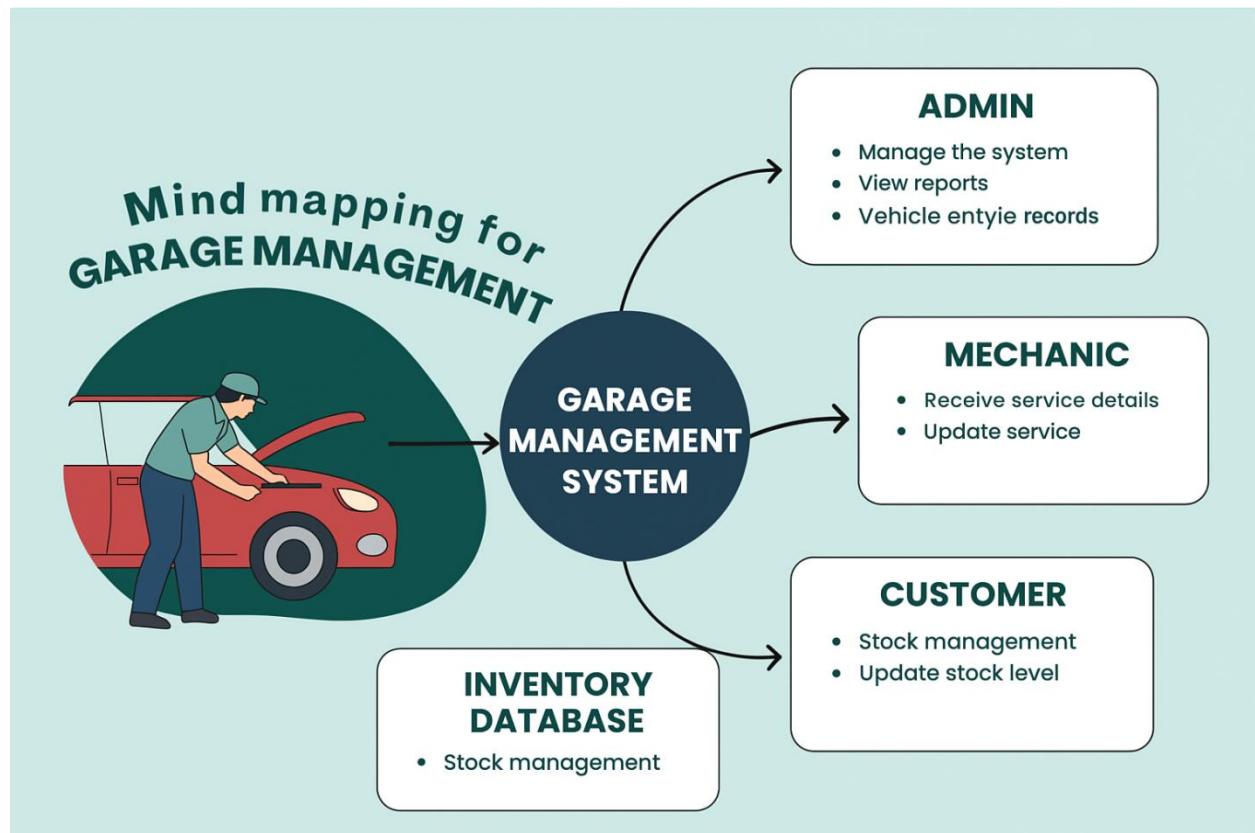 Mind mapping for
GARAGE MANAGEMENT
GARAGE
MANAGEMENT
SYSTEM
ADMIN
• Manage the system
• View reports
• Vehicle entyie records
MECHANIC
• Receive service details
• Update service
CUSTOMER
• Stock management
• Update stock level
INVENTORY
DATABASE
• Stock management